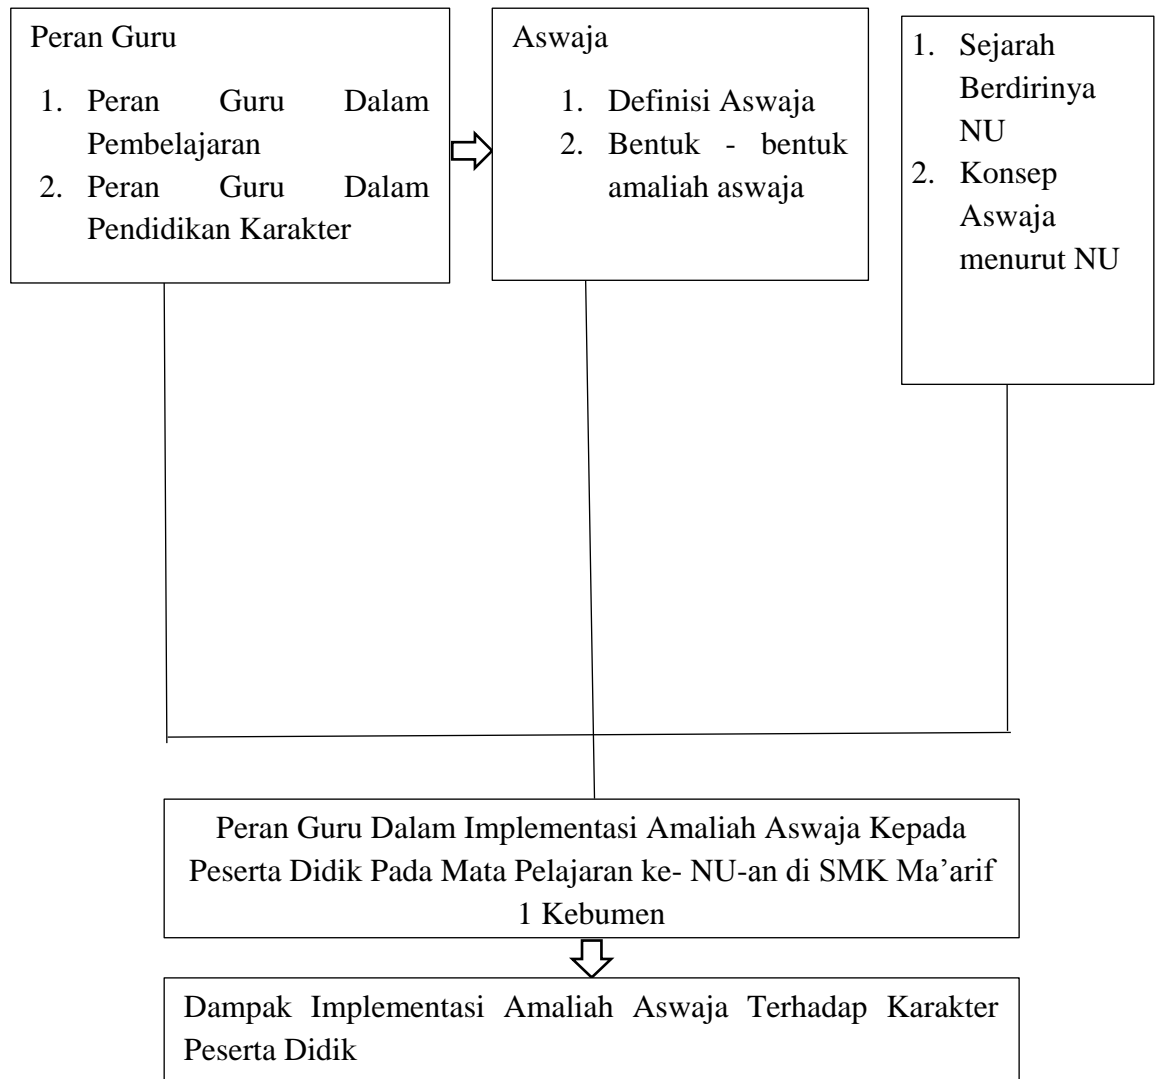 Peran Guru
1. Peran Guru Dalam
Pembelajaran
2. Peran Guru Dalam
Pendidikan Karakter
Aswaja
1. Definisi Aswaja
2. Bentuk - bentuk
amaliah aswaja
1. Sejarah
Berdirinya
NU
2. Konsep
Aswaja
menurut NU
Peran Guru Dalam Implementasi Amaliah Aswaja Kepada
Peserta Didik Pada Mata Pelajaran ke- NU-an di SMK Ma’arif
1 Kebumen
Dampak Implementasi Amaliah Aswaja Terhadap Karakter
Peserta Didik